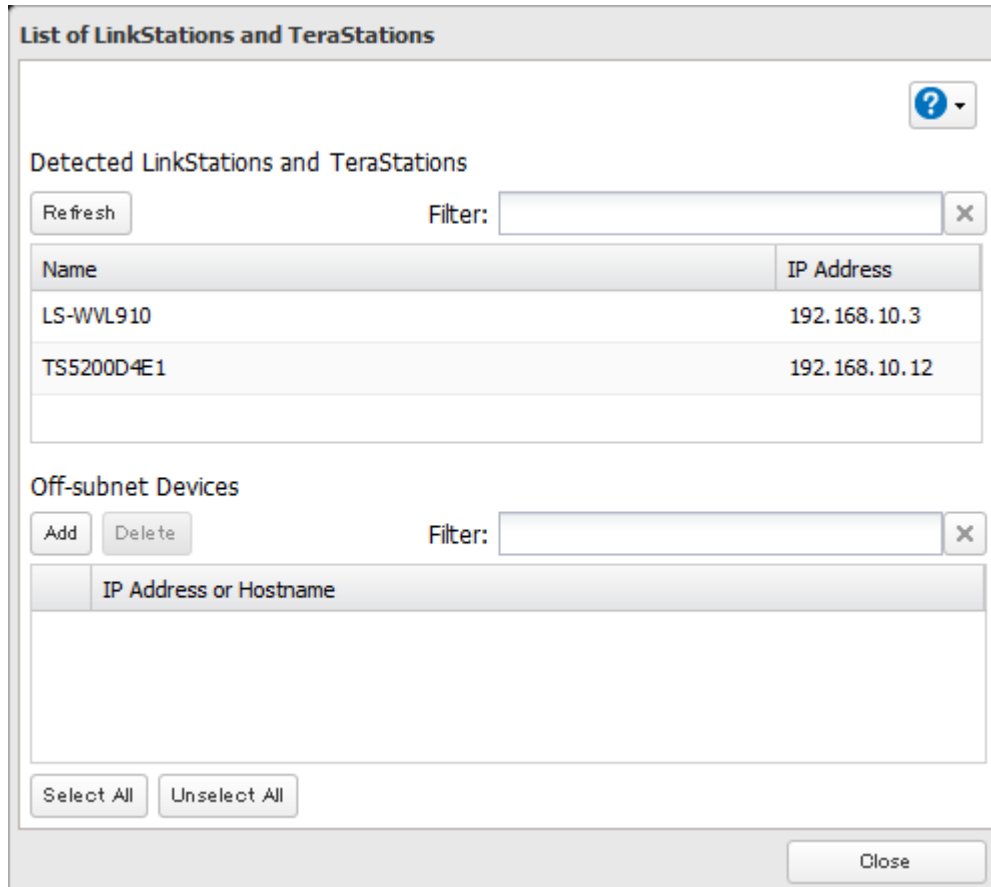 List of LinkStations and TeraStations
?
Detected LinkStations and TeraStations
Refresh Filter:
Name IP Address
LS-WVL910 192.168.10.3
TS5200D4E1 192.168.10.12
Off-subnet Devices
Add Delete Filter:
IP Address or Hostname
Select All Unselect All
Close